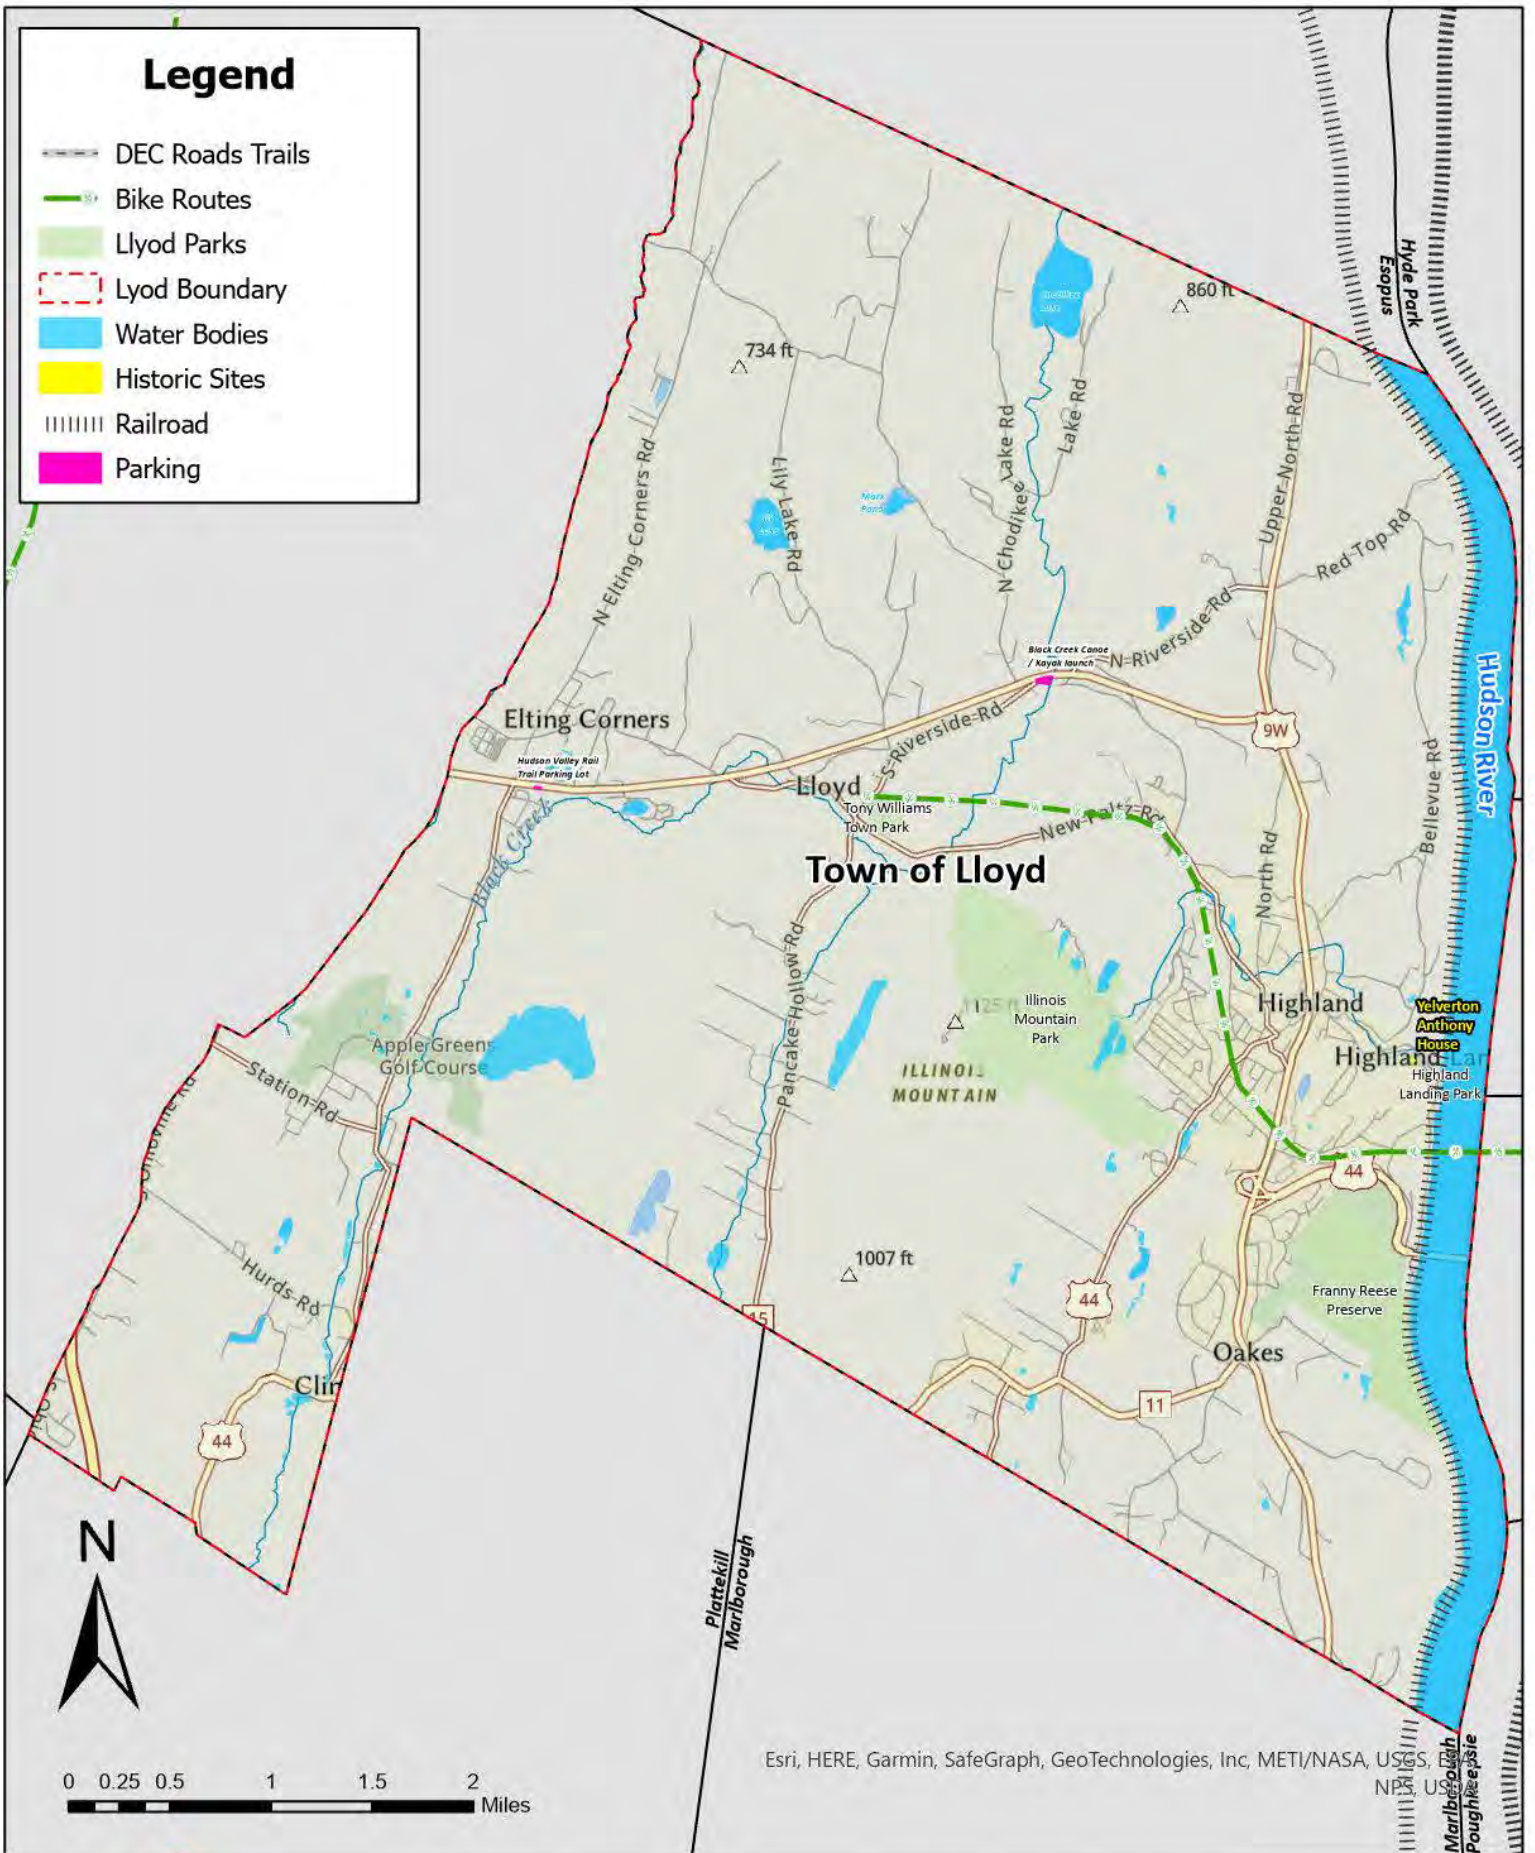 Legend
DEC Roads Trails
Bike Routes
Llyod Parks
Lyod Boundary
Water Bodies
Historic Sites
Railroad
Parking
Hyde Park
Esopus
860 ft
734 ft
N Elting Corners Rd
Lily Lake Rd
N Chodikee Lake Rd
Lake Rd
Upper North Rd
Red Top Rd
N Riverside Rd
Black Creek Canoe
/ Kayak launch
Elting Corners
Hudson Valley Rail
Trail Parking Lot
S Riverside Rd
9W
Hudson River
Bellevue Rd
Lloyd
Tony Williams
Town Park
New Paltz Rd
Town of Lloyd
Black Creek
North Rd
Pancake Hollow Rd
1125 ft
Illinois
Mountain
Park
Highland
Yelverton
Anthony
House
Highland Lan
Highland
Landing Park
Apple Greens
Golf Course
ILLINOIS
MOUNTAIN
Station Rd
44
Hurds Rd
1007 ft
Franny Reese
Preserve
44
15
Oakes
Clin
11
44
N
Plattekill
Marlborough
0 0.25 0.5 1 1.5 2
Miles
Esri, HERE, Garmin, SafeGraph, GeoTechnologies, Inc, METI/NASA, USGS, EPA,
NPS, USDA
Marlborough
Poughkeepsie